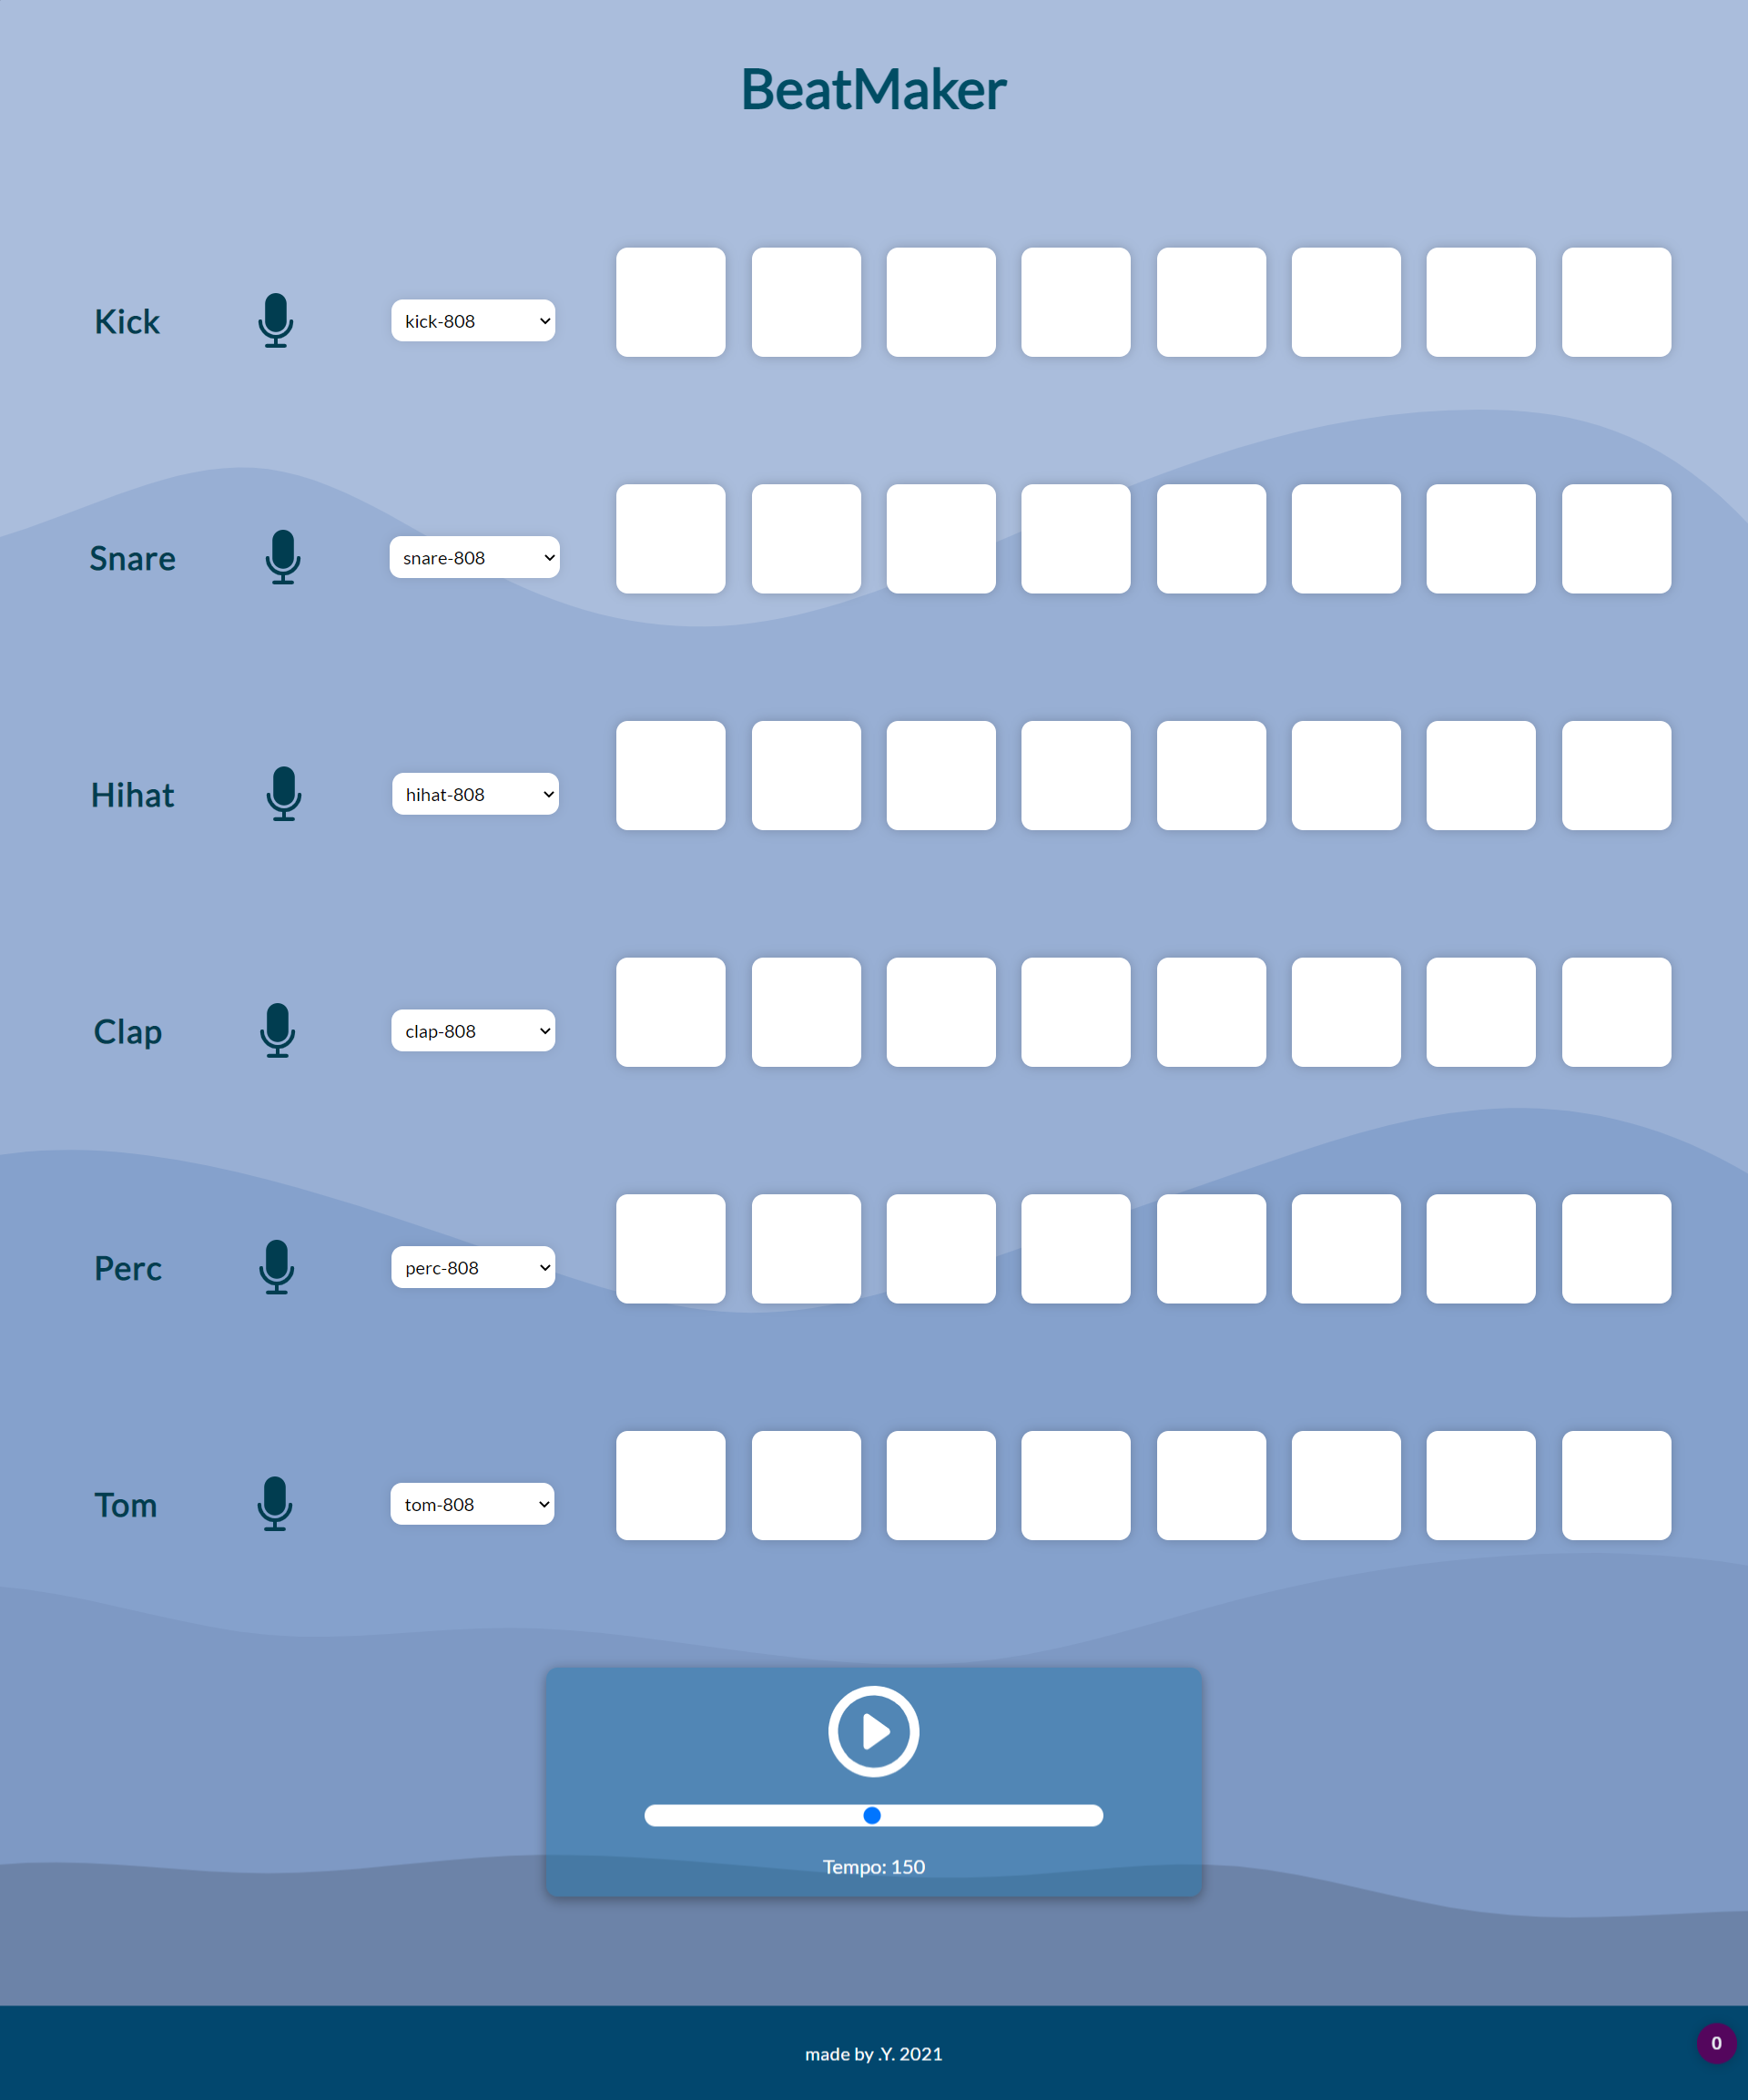 BeatMaker
Kick kick-808
Snare snare-808
Hihat hihat-808
Clap clap-808
Perc perc-808
Tom tom-808
Tempo: 150
made by .Y. 2021
0